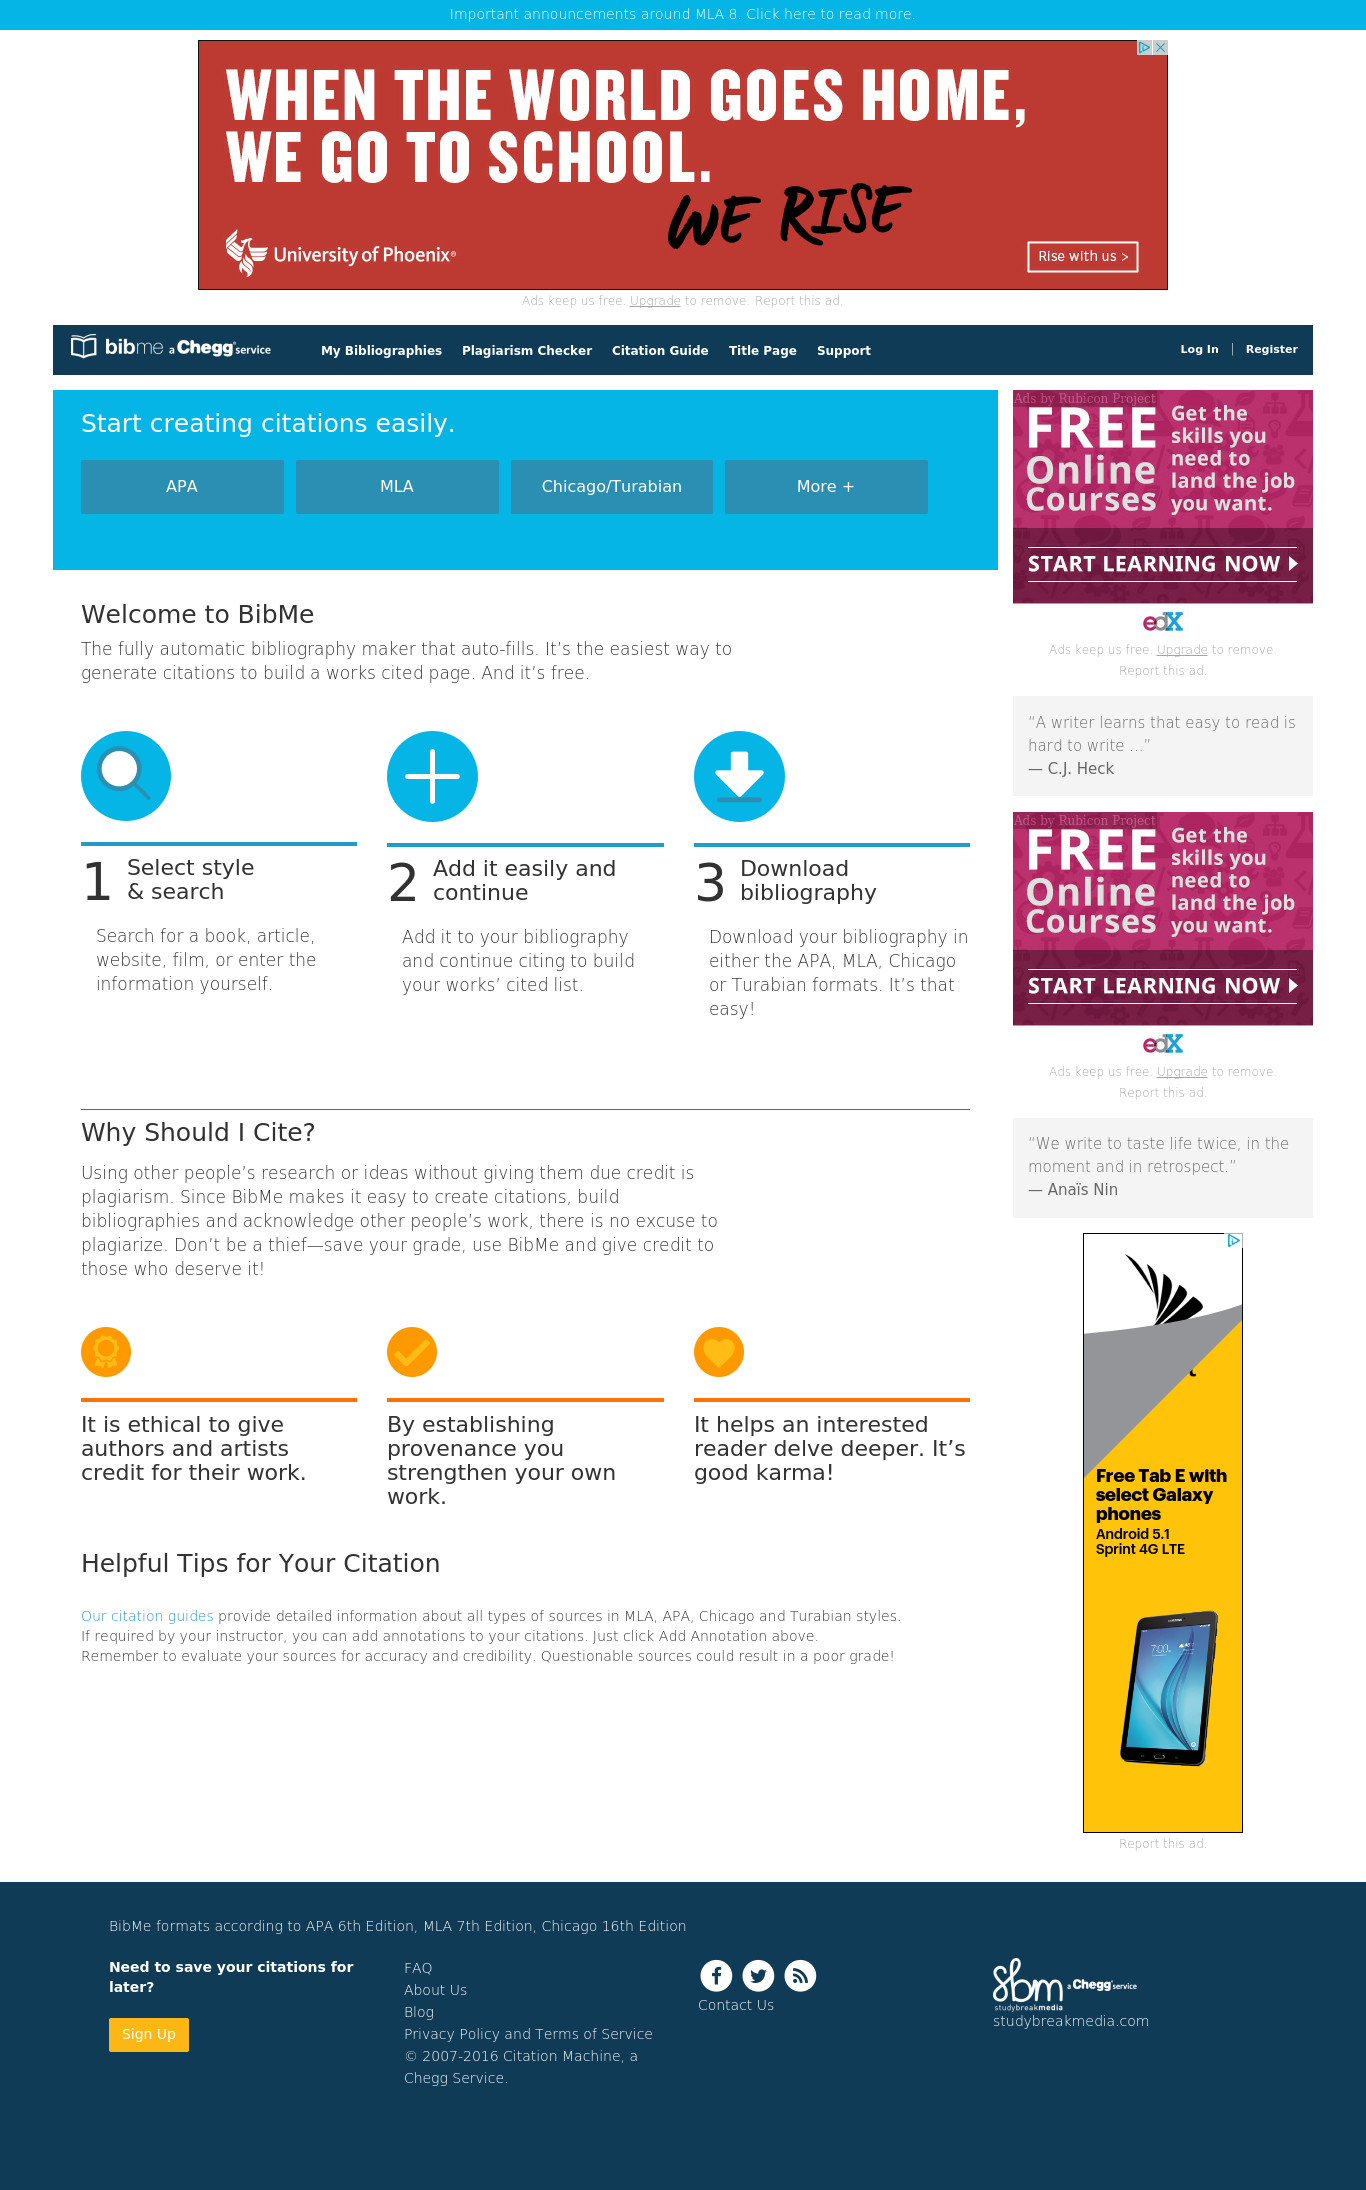 Important announcements around MLA 8. Click here to read more.
WHEN THE WORLD GOES HOME,
WE GO TO SCHOOL.
WE RISE
University of Phoenix®
Rise with us >
Ads keep us free. Upgrade to remove. Report this ad.
bibme a Chegg service
My Bibliographies Plagiarism Checker Citation Guide Title Page Support
Log In | Register
Start creating citations easily.
APA MLA Chicago/Turabian More +
Welcome to BibMe
The fully automatic bibliography maker that auto-fills. It’s the easiest way to
generate citations to build a works cited page. And it’s free.
1 Select style
& search
Search for a book, article,
website, film, or enter the
information yourself.
2 Add it easily and
continue
Add it to your bibliography
and continue citing to build
your works’ cited list.
3 Download
bibliography
Download your bibliography in
either the APA, MLA, Chicago
or Turabian formats. It’s that
easy!
Why Should I Cite?
Using other people’s research or ideas without giving them due credit is
plagiarism. Since BibMe makes it easy to create citations, build
bibliographies and acknowledge other people’s work, there is no excuse to
plagiarize. Don’t be a thief—save your grade, use BibMe and give credit to
those who deserve it!
It is ethical to give
authors and artists
credit for their work.
By establishing
provenance you
strengthen your own
work.
It helps an interested
reader delve deeper. It’s
good karma!
Helpful Tips for Your Citation
Our citation guides provide detailed information about all types of sources in MLA, APA, Chicago and Turabian styles.
If required by your instructor, you can add annotations to your citations. Just click Add Annotation above.
Remember to evaluate your sources for accuracy and credibility. Questionable sources could result in a poor grade!
Ads by Rubicon Project
FREE
Online
Courses
Get the
skills you
need to
land the job
you want.
START LEARNING NOW
edX
Ads keep us free. Upgrade to remove.
Report this ad.
“A writer learns that easy to read is
hard to write ...”
— C.J. Heck
Ads by Rubicon Project
FREE
Online
Courses
Get the
skills you
need to
land the job
you want.
START LEARNING NOW
edX
Ads keep us free. Upgrade to remove.
Report this ad.
“We write to taste life twice, in the
moment and in retrospect.”
— Anaïs Nin
Free Tab E with
select Galaxy
phones
Android 5.1
Sprint 4G LTE
SAMSUNG
7:00
Report this ad.
BibMe formats according to APA 6th Edition, MLA 7th Edition, Chicago 16th Edition
Need to save your citations for
later?
Sign Up
FAQ
About Us
Blog
Privacy Policy and Terms of Service
© 2007-2016 Citation Machine, a
Chegg Service.
Contact Us
sbm a Chegg service
studybreakmedia
studybreakmedia.com